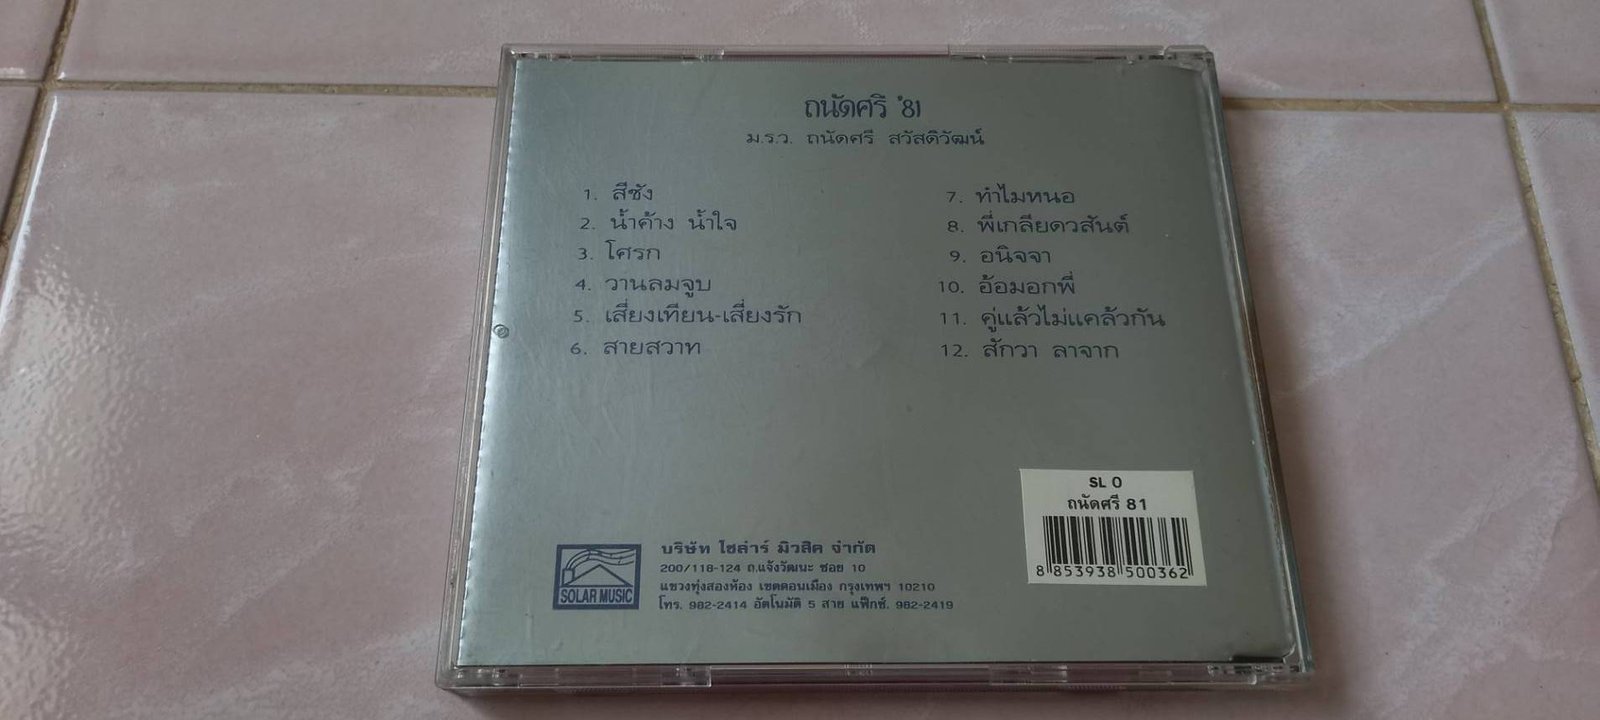 ถนัดศรี '81
ม.ร.ว. ถนัดศรี สวัสดิวัฒน์
1. สีชัง
2. น้ำค้าง น้ำใจ
3. โศรก
4. วานลมจูบ
5. เสี่ยงเทียน-เสี่ยงรัก
6. สายสวาท
7. ทำไมหนอ
8. พี่เกลียดวสันต์
9. อนิจจา
10. อ้อมอกพี่
11. คู่แล้วไม่แคล้วกัน
12. สักวา ลาจาก
SL 0
ถนัดศรี 81
8 853938 500362
SOLAR MUSIC
บริษัท โซล่าร์ มิวสิค จำกัด
200/118-124 ถ.แจ้งวัฒนะ ซอย 10
แขวงทุ่งสองห้อง เขตดอนเมือง กรุงเทพฯ 10210
โทร. 982-2414 อัตโนมัติ 5 สาย แฟ๊กซ์. 982-2419